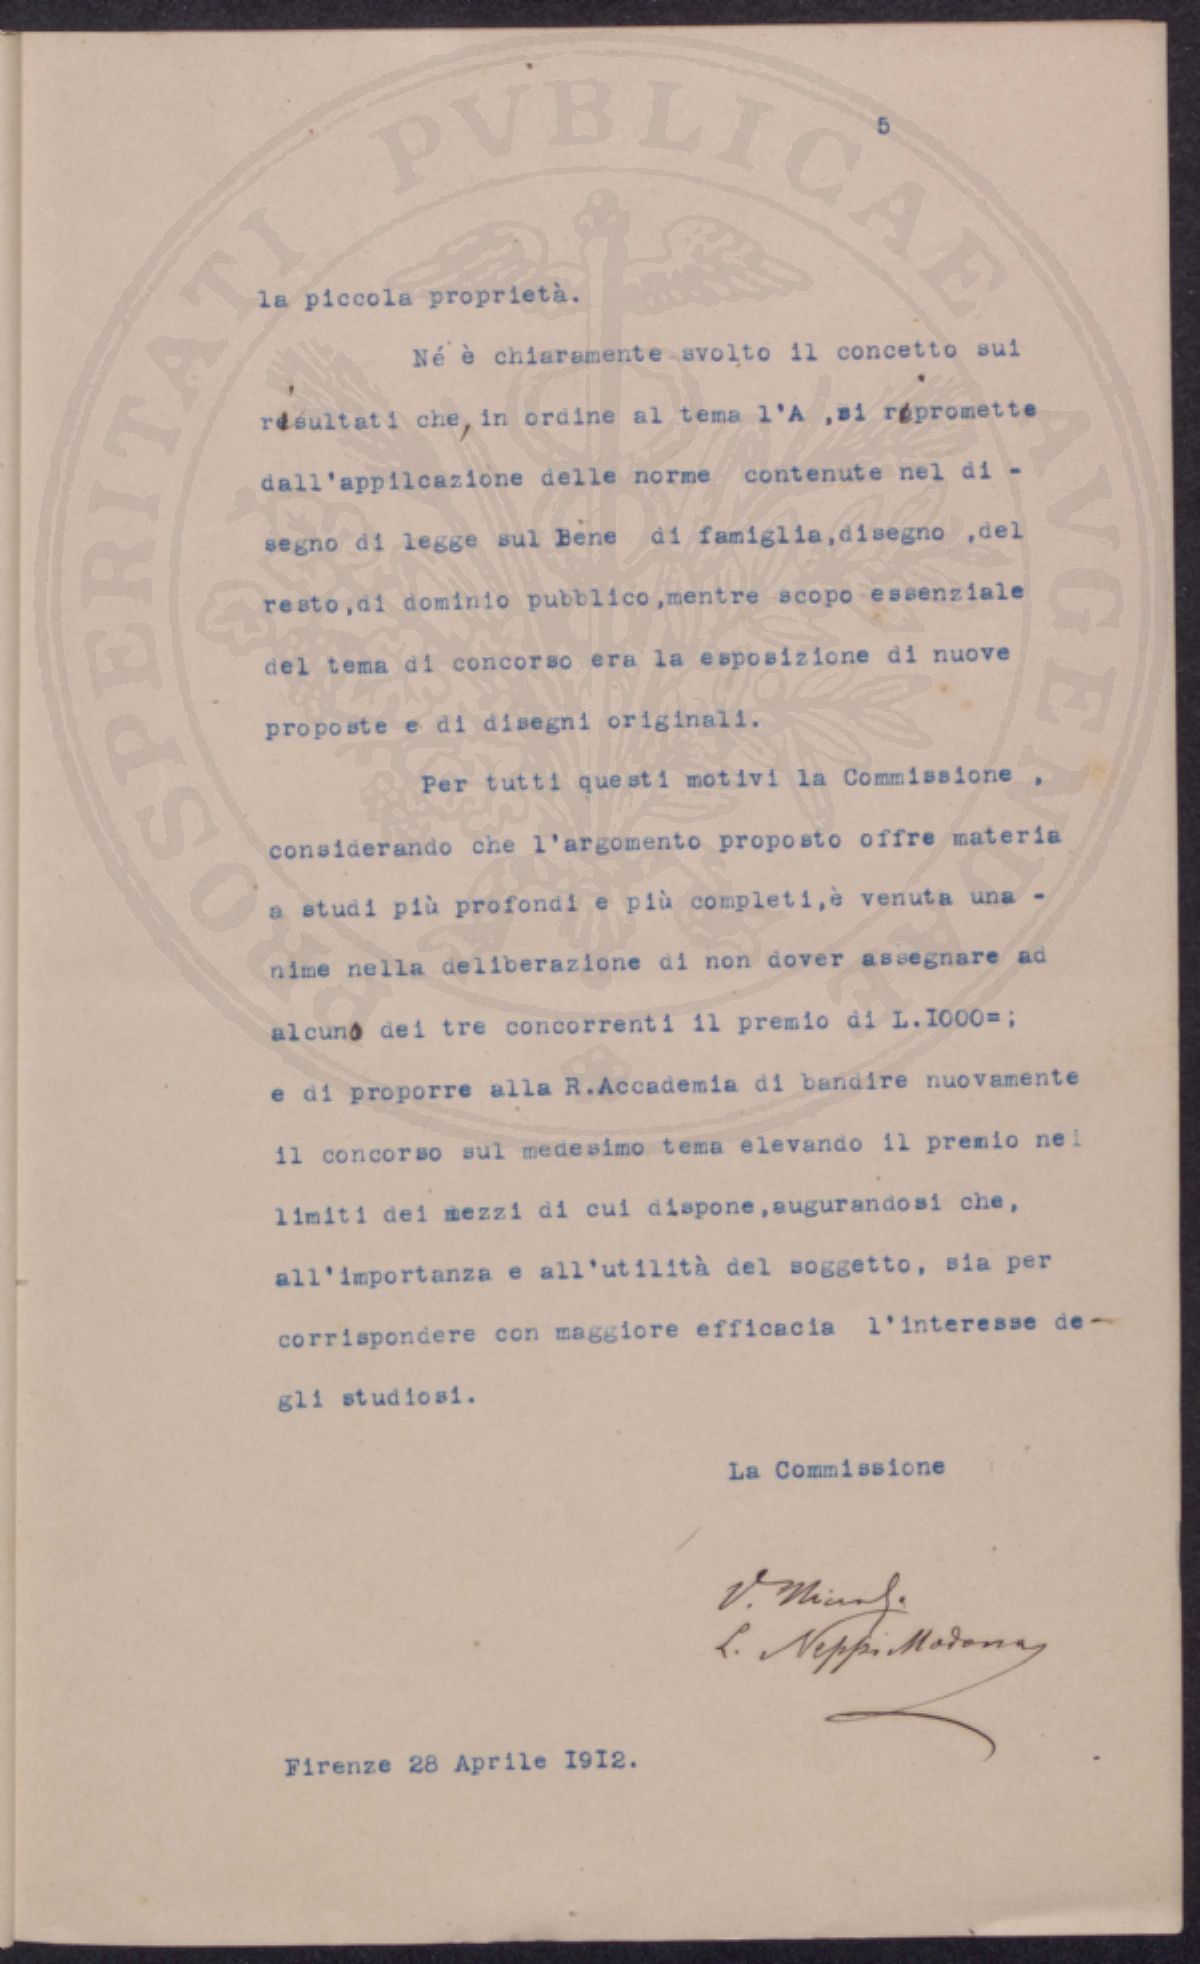 5
PROSPERITATI PVBLICAE AVGENDAE
la piccola proprietà.
Né è chiaramente svolto il concetto sui
resultati che, in ordine al tema l'A ,si repromette
dall'appilcazione delle norme contenute nel di -
segno di legge sul Bene di famiglia,disegno ,del
resto,di dominio pubblico,mentre scopo essenziale
del tema di concorso era la esposizione di nuove
proposte e di disegni originali.
Per tutti questi motivi la Commissione ,
considerando che l'argomento proposto offre materia
a studi più profondi e più completi,è venuta una -
nime nella deliberazione di non dover assegnare ad
alcuno dei tre concorrenti il premio di L.I000=;
e di proporre alla R.Accademia di bandire nuovamente
il concorso sul medesimo tema elevando il premio nei
limiti dei mezzi di cui dispone,augurandosi che,
all'importanza e all'utilità del soggetto, sia per
corrispondere con maggiore efficacia l'interesse de-
gli studiosi.
La Commissione
V.
L. Neppi Modona
Firenze 28 Aprile I9I2.